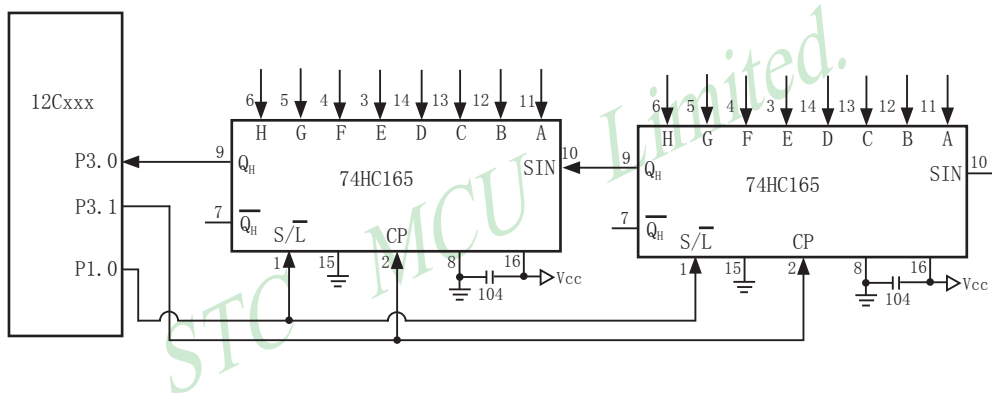 12Cxxx
P3.0
P3.1
P1.0
6 5 4 3 14 13 12 11
H G F E D C B A
9 QH
SIN 10
74HC165
7 QH
S/L
CP
1 15 2 8 16
104
Vcc
6 5 4 3 14 13 12 11
H G F E D C B A
9 QH
SIN 10
74HC165
7 QH
S/L
CP
1 15 2 8 16
104
Vcc
STC MCU Limited.